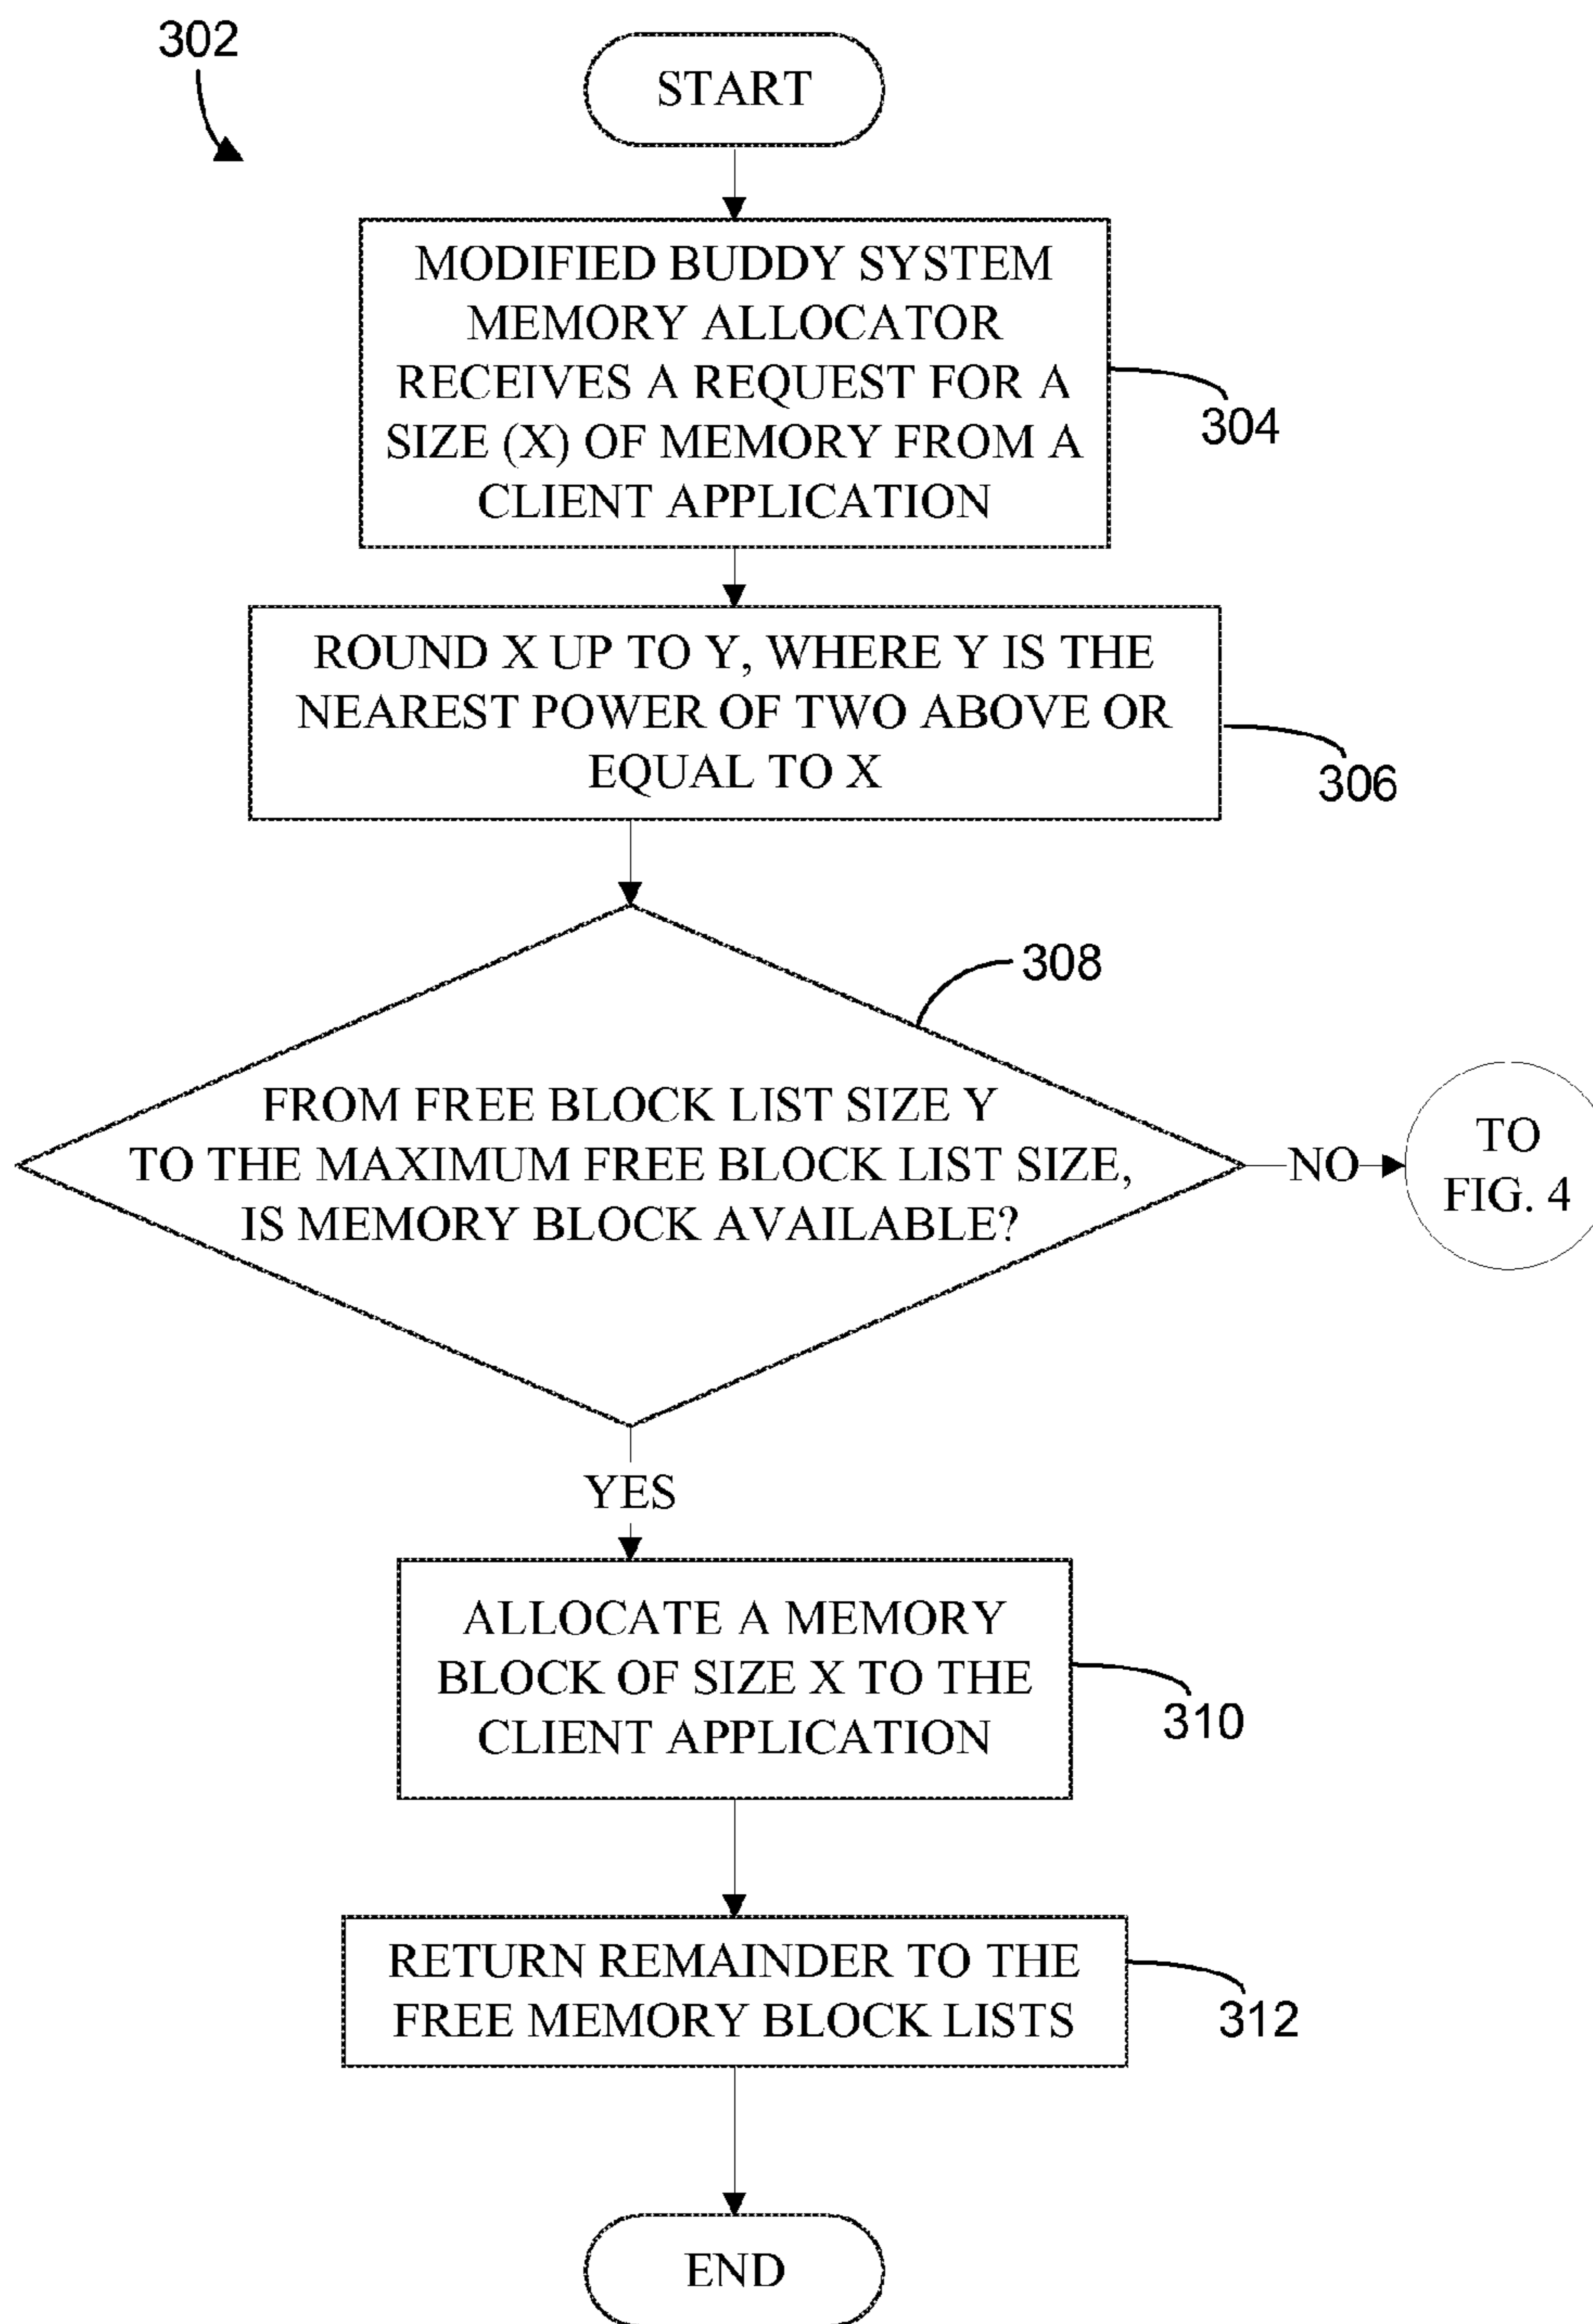 302
START
MODIFIED BUDDY SYSTEM
MEMORY ALLOCATOR
RECEIVES A REQUEST FOR A
SIZE (X) OF MEMORY FROM A
CLIENT APPLICATION
304
ROUND X UP TO Y, WHERE Y IS THE
NEAREST POWER OF TWO ABOVE OR
EQUAL TO X
306
308
FROM FREE BLOCK LIST SIZE Y
TO THE MAXIMUM FREE BLOCK LIST SIZE,
IS MEMORY BLOCK AVAILABLE?
NO
TO
FIG. 4
YES
ALLOCATE A MEMORY
BLOCK OF SIZE X TO THE
CLIENT APPLICATION
310
RETURN REMAINDER TO THE
FREE MEMORY BLOCK LISTS
312
END